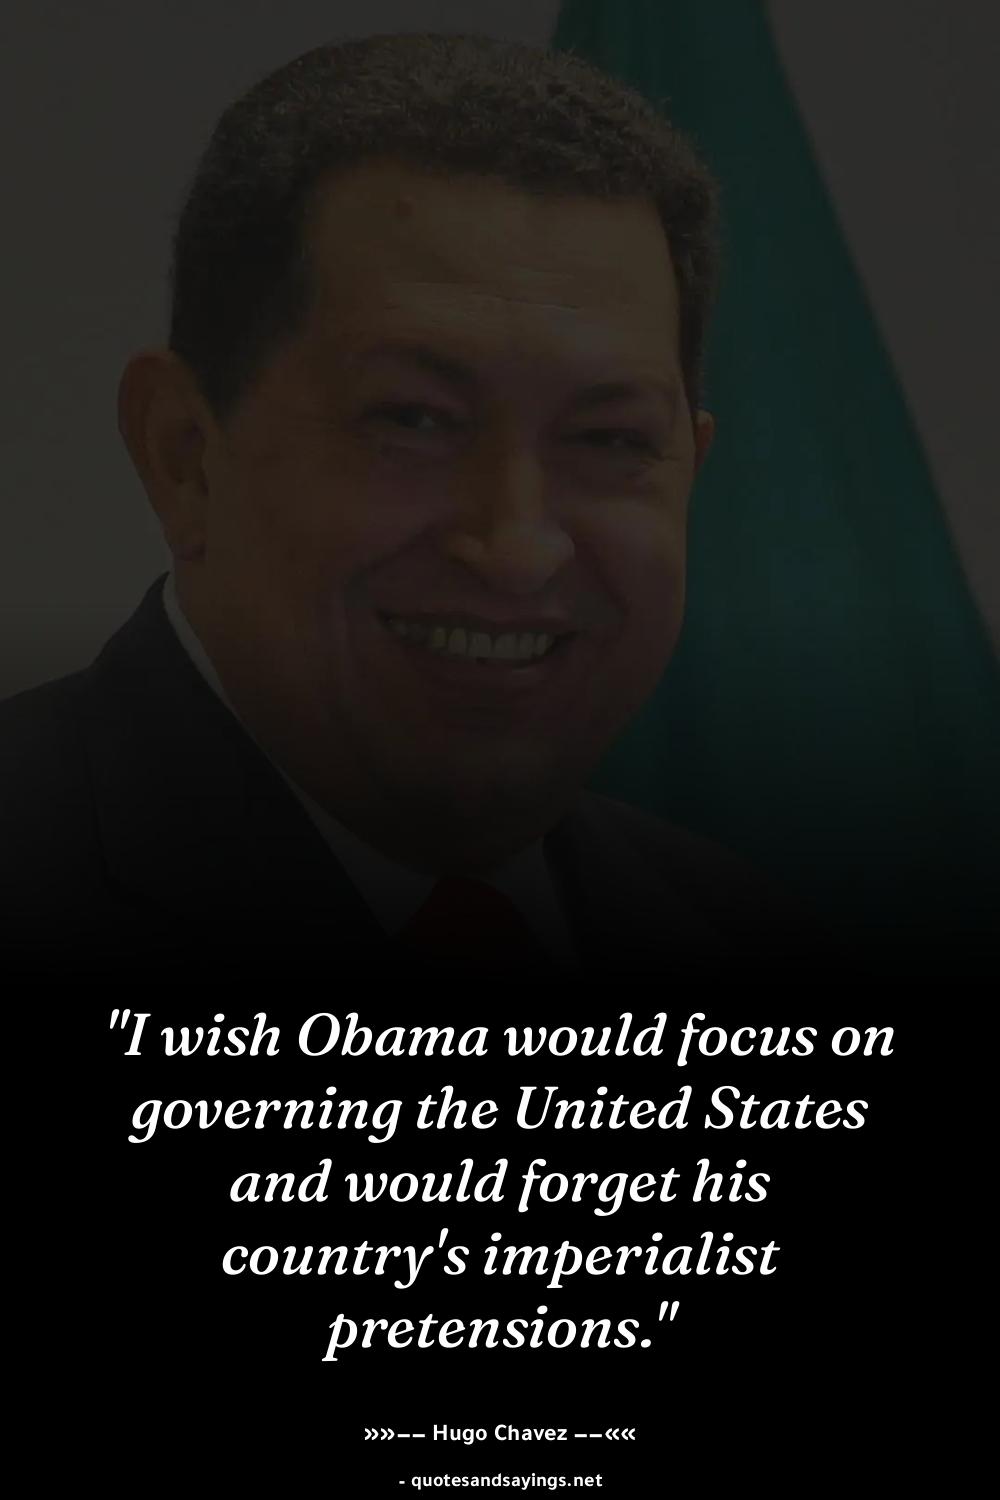 "I wish Obama would focus on
governing the United States
and would forget his
country's imperialist
pretensions."
»»−− Hugo Chavez −−««
- quotesandsayings.net